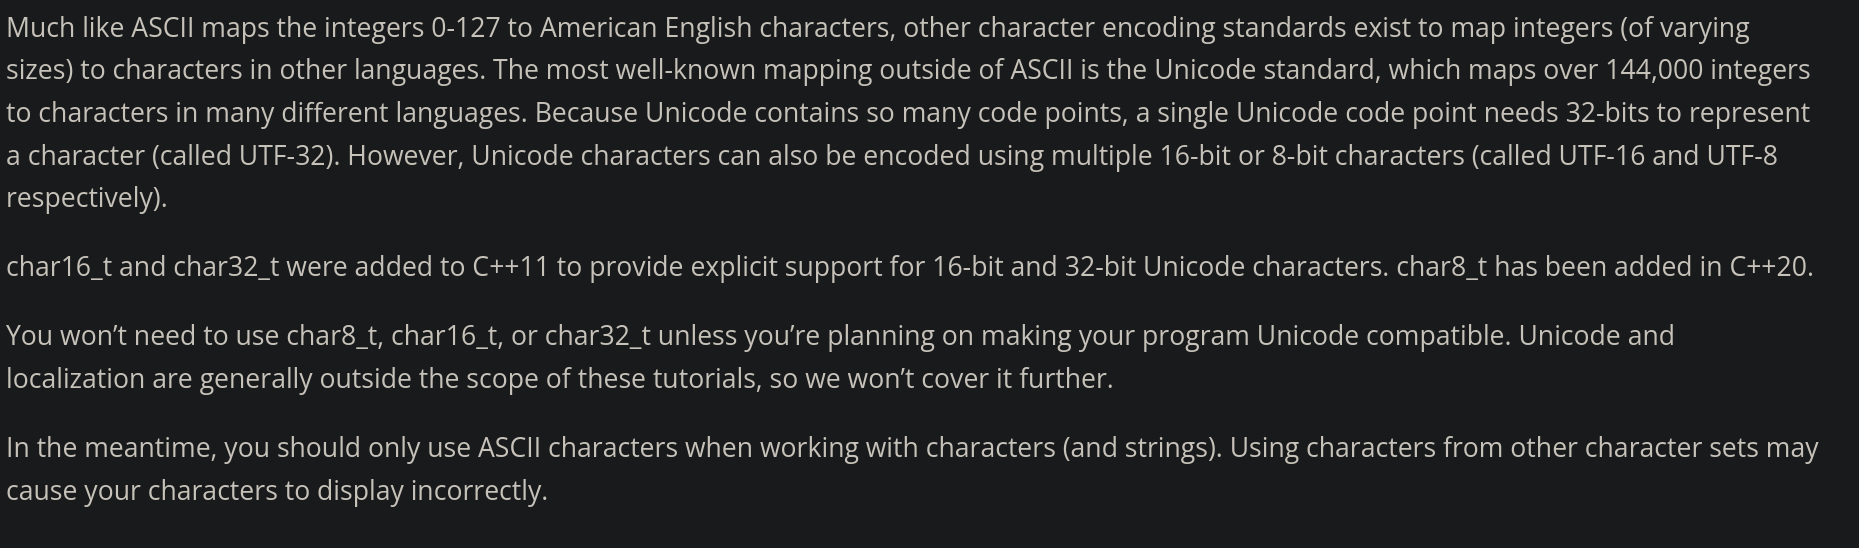 Much like ASCII maps the integers 0-127 to American English characters, other character encoding standards exist to map integers (of varying
sizes) to characters in other languages. The most well-known mapping outside of ASCII is the Unicode standard, which maps over 144,000 integers
to characters in many different languages. Because Unicode contains so many code points, a single Unicode code point needs 32-bits to represent
a character (called UTF-32). However, Unicode characters can also be encoded using multiple 16-bit or 8-bit characters (called UTF-16 and UTF-8
respectively).
char16_t and char32_t were added to C++11 to provide explicit support for 16-bit and 32-bit Unicode characters. char8_t has been added in C++20.
You won’t need to use char8_t, char16_t, or char32_t unless you’re planning on making your program Unicode compatible. Unicode and
localization are generally outside the scope of these tutorials, so we won’t cover it further.
In the meantime, you should only use ASCII characters when working with characters (and strings). Using characters from other character sets may
cause your characters to display incorrectly.